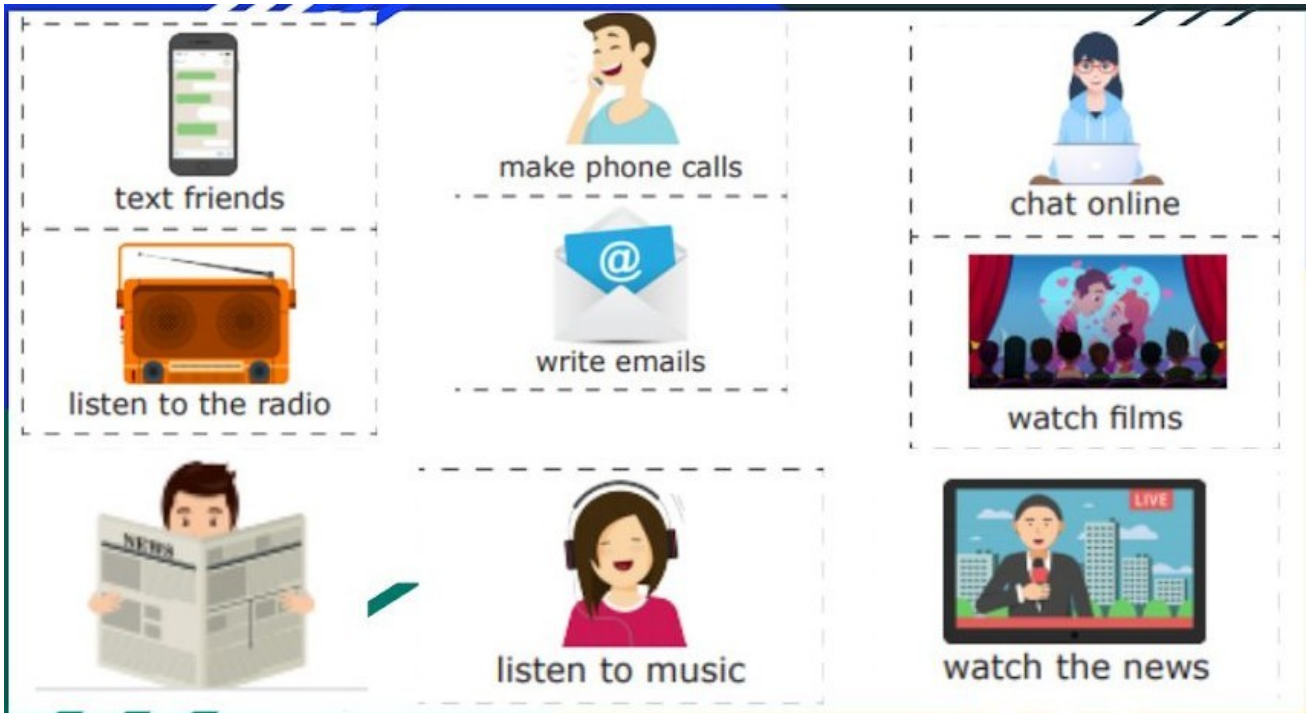 text friends
make phone calls
chat online
listen to the radio
@
write emails
watch films
NEWS
listen to music
LIVE
watch the news